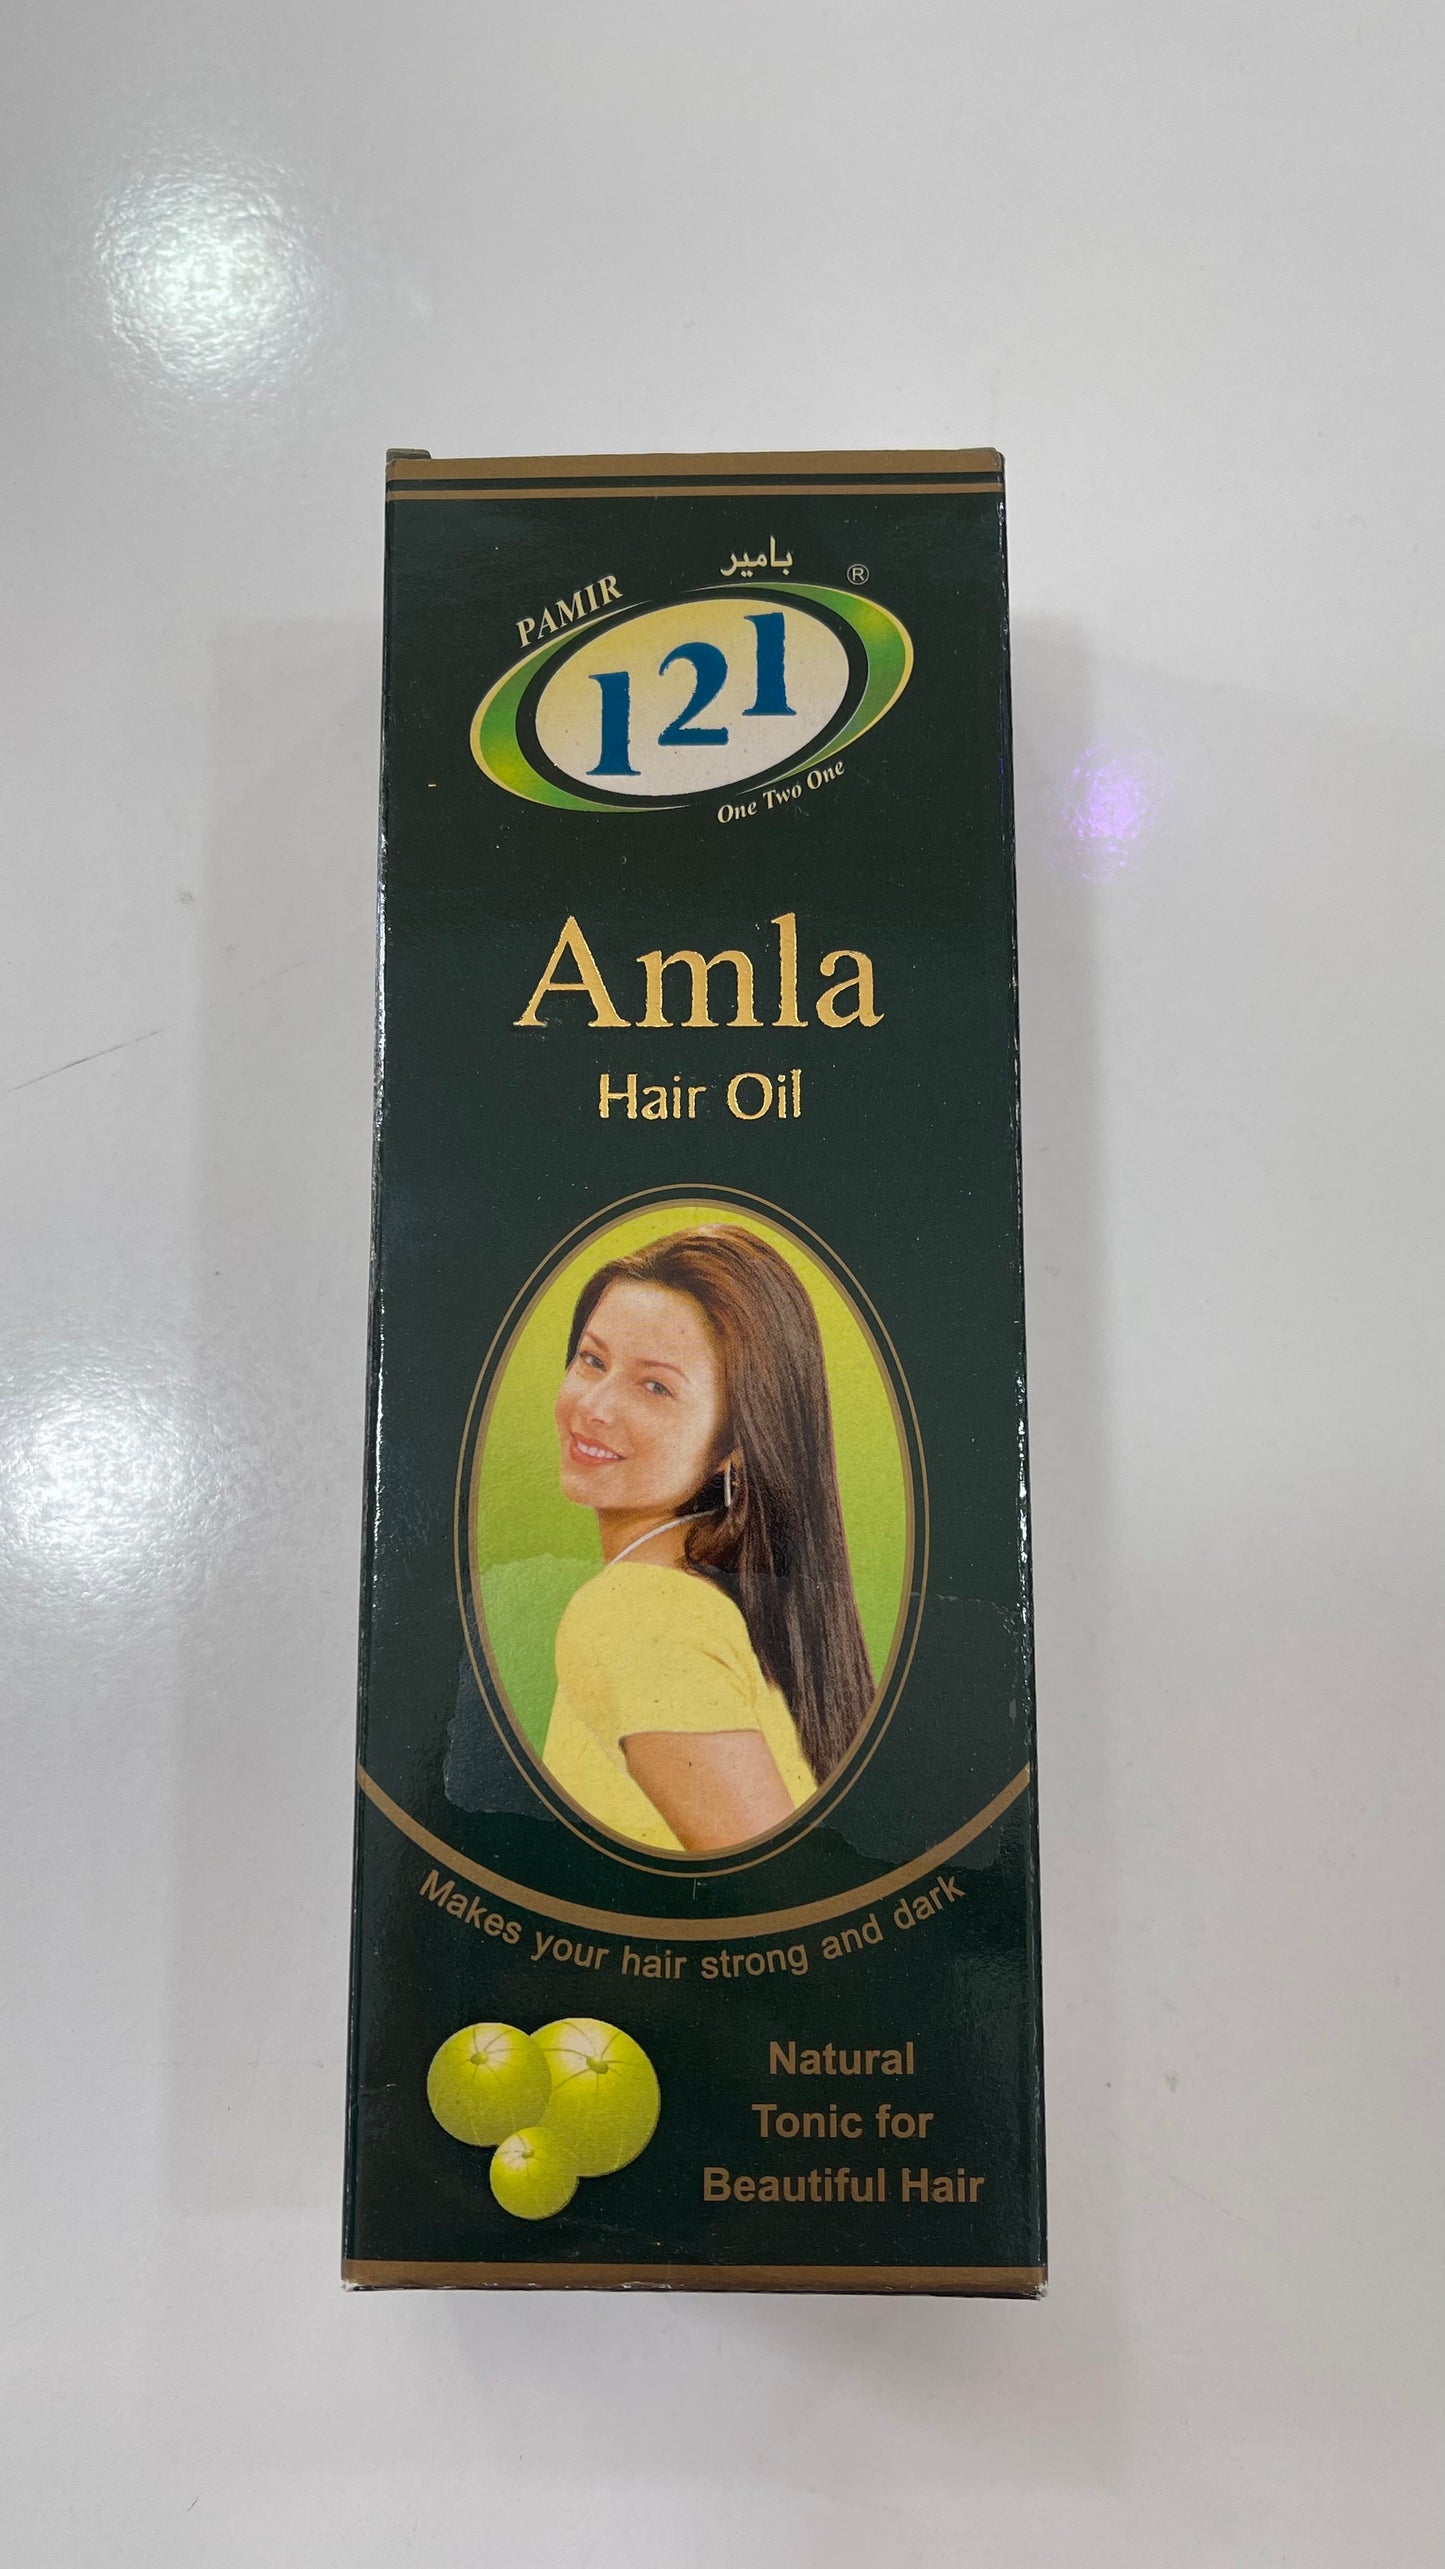 بامير
PAMIR
®
121
One Two One
Amla
Hair Oil
Makes your hair strong and dark
Natural
Tonic for
Beautiful Hair